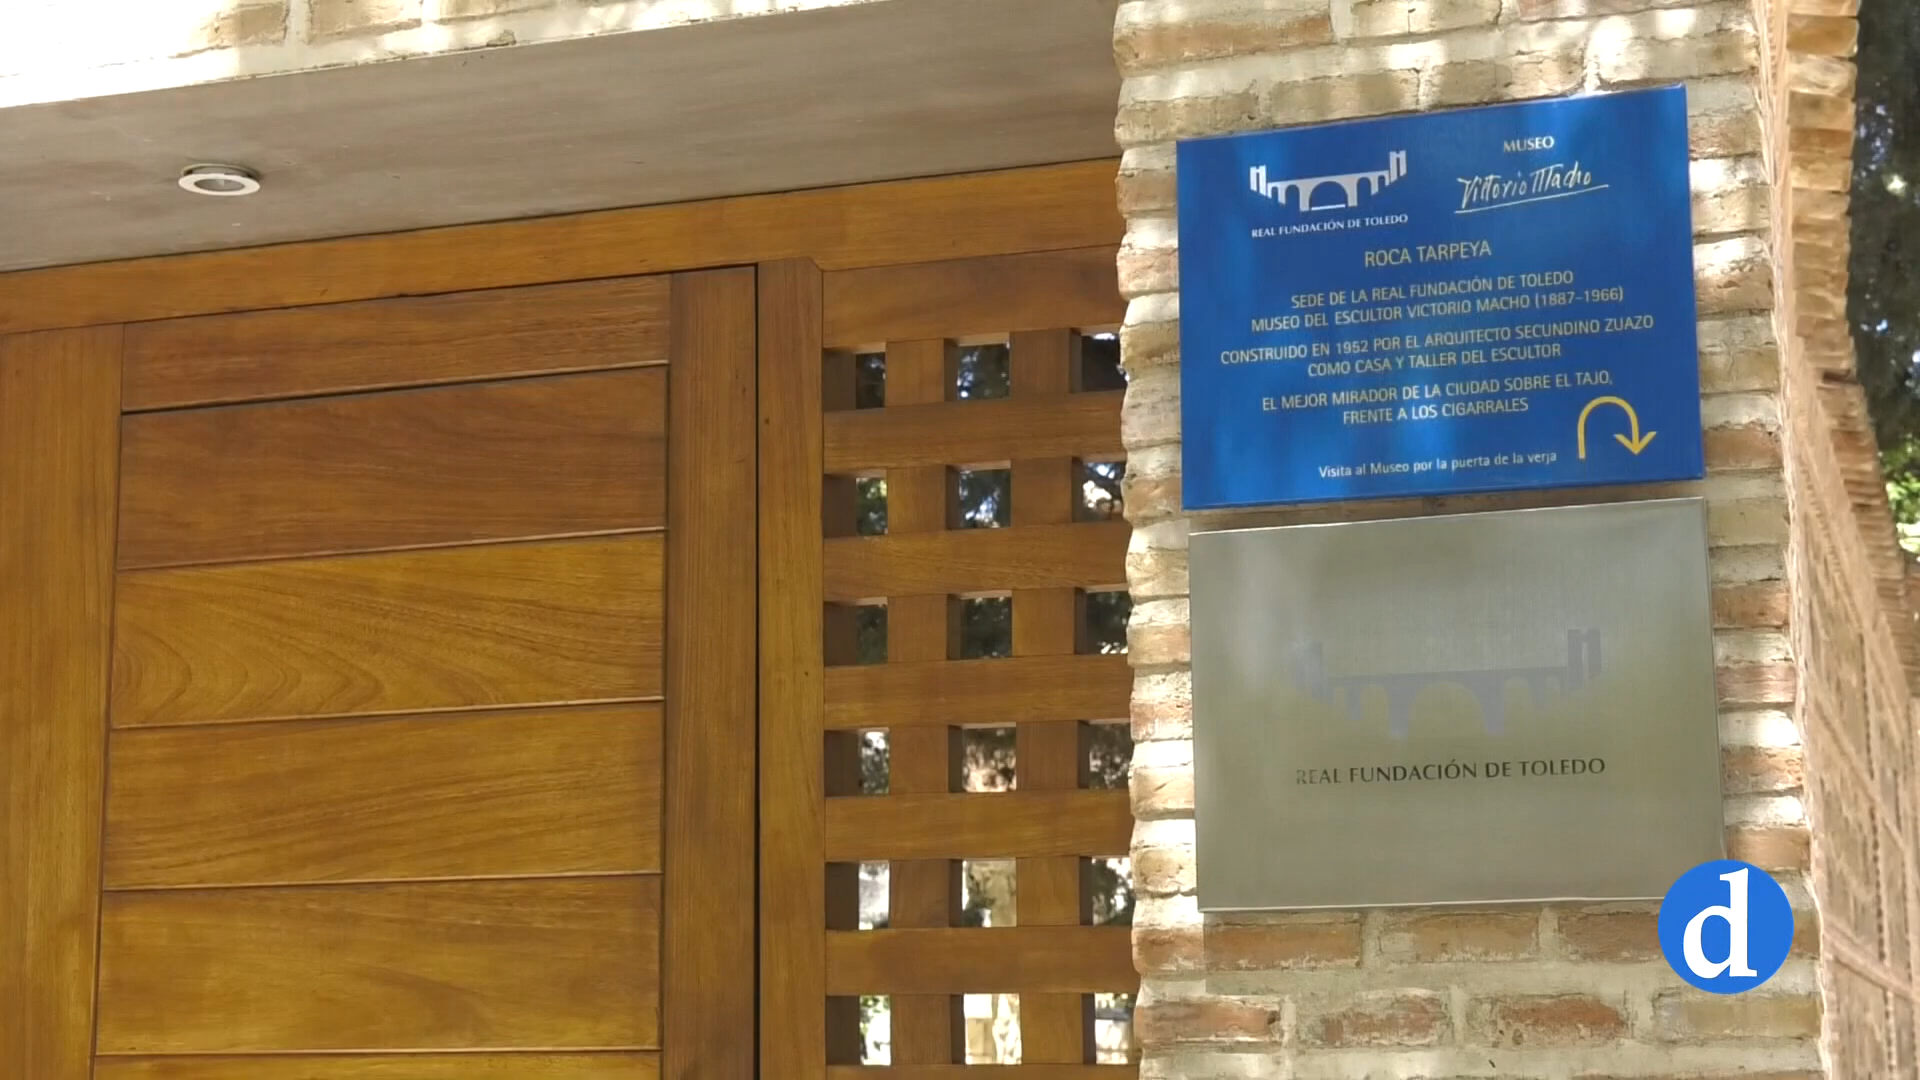 MUSEO
Victorio Macho
REAL FUNDACIÓN DE TOLEDO
ROCA TARPEYA
SEDE DE LA REAL FUNDACIÓN DE TOLEDO
MUSEO DEL ESCULTOR VICTORIO MACHO (1887-1966)
CONSTRUIDO EN 1952 POR EL ARQUITECTO SECUNDINO ZUAZO
COMO CASA Y TALLER DEL ESCULTOR
EL MEJOR MIRADOR DE LA CIUDAD SOBRE EL TAJO,
FRENTE A LOS CIGARRALES
Visita al Museo por la puerta de la verja
REAL FUNDACIÓN DE TOLEDO
d